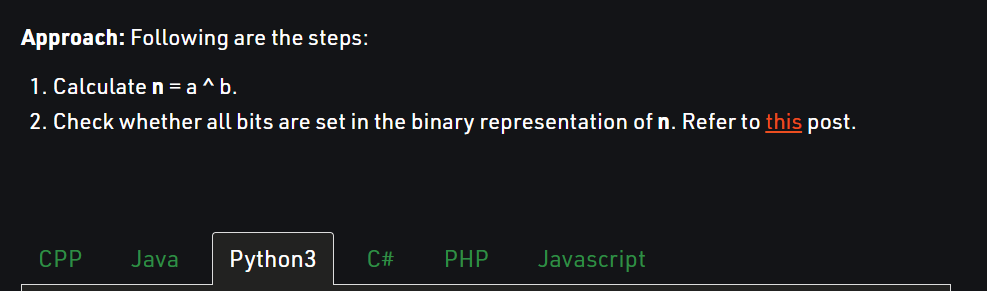 Approach: Following are the steps:
1. Calculate n = a ^ b.
2. Check whether all bits are set in the binary representation of n. Refer to this post.
CPP Java Python3 C# PHP Javascript